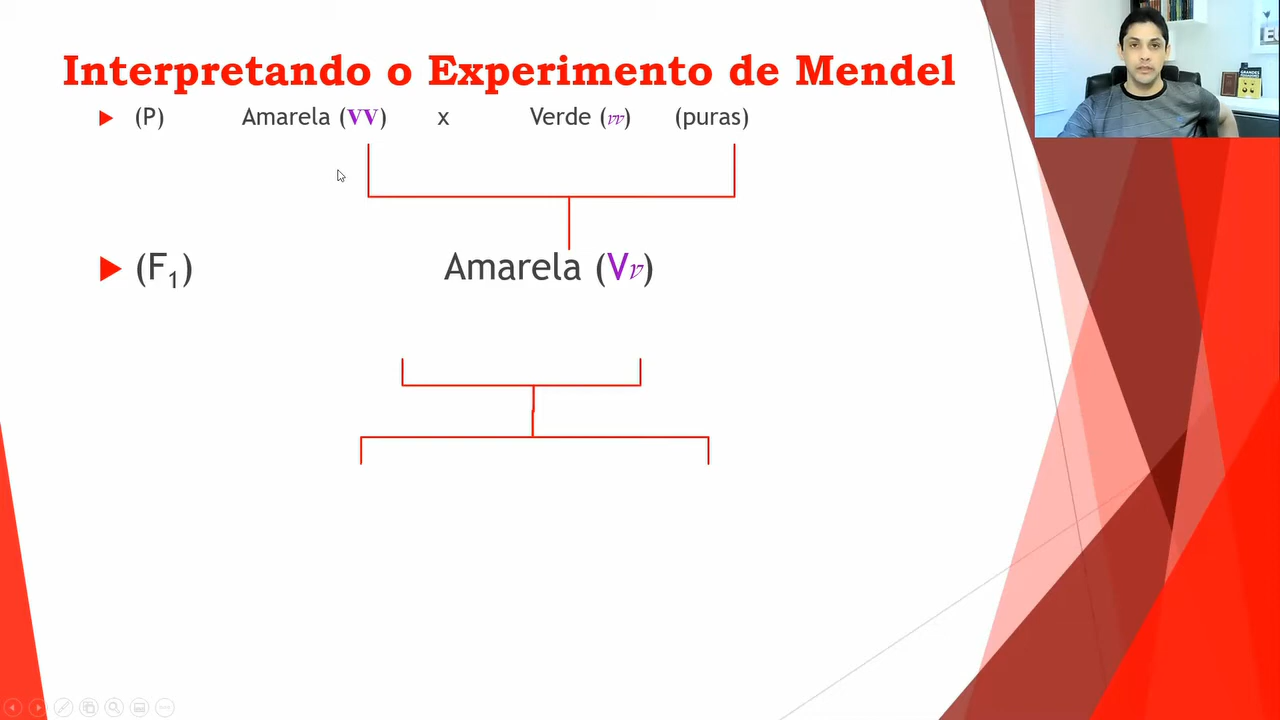 Interpretando o Experimento de Mendel
(P) Amarela (VV) x Verde (vv) (puras)
(F1) Amarela (Vv)